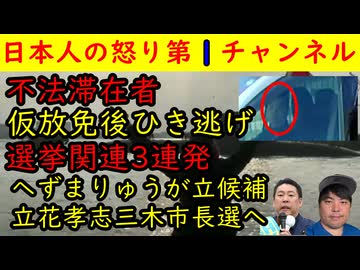 日本人の怒り第1チャンネル
不法滞在者
仮放免後ひき逃げ
選挙関連3連発
へずまりゅうが立候補
立花孝志三木市長選へ